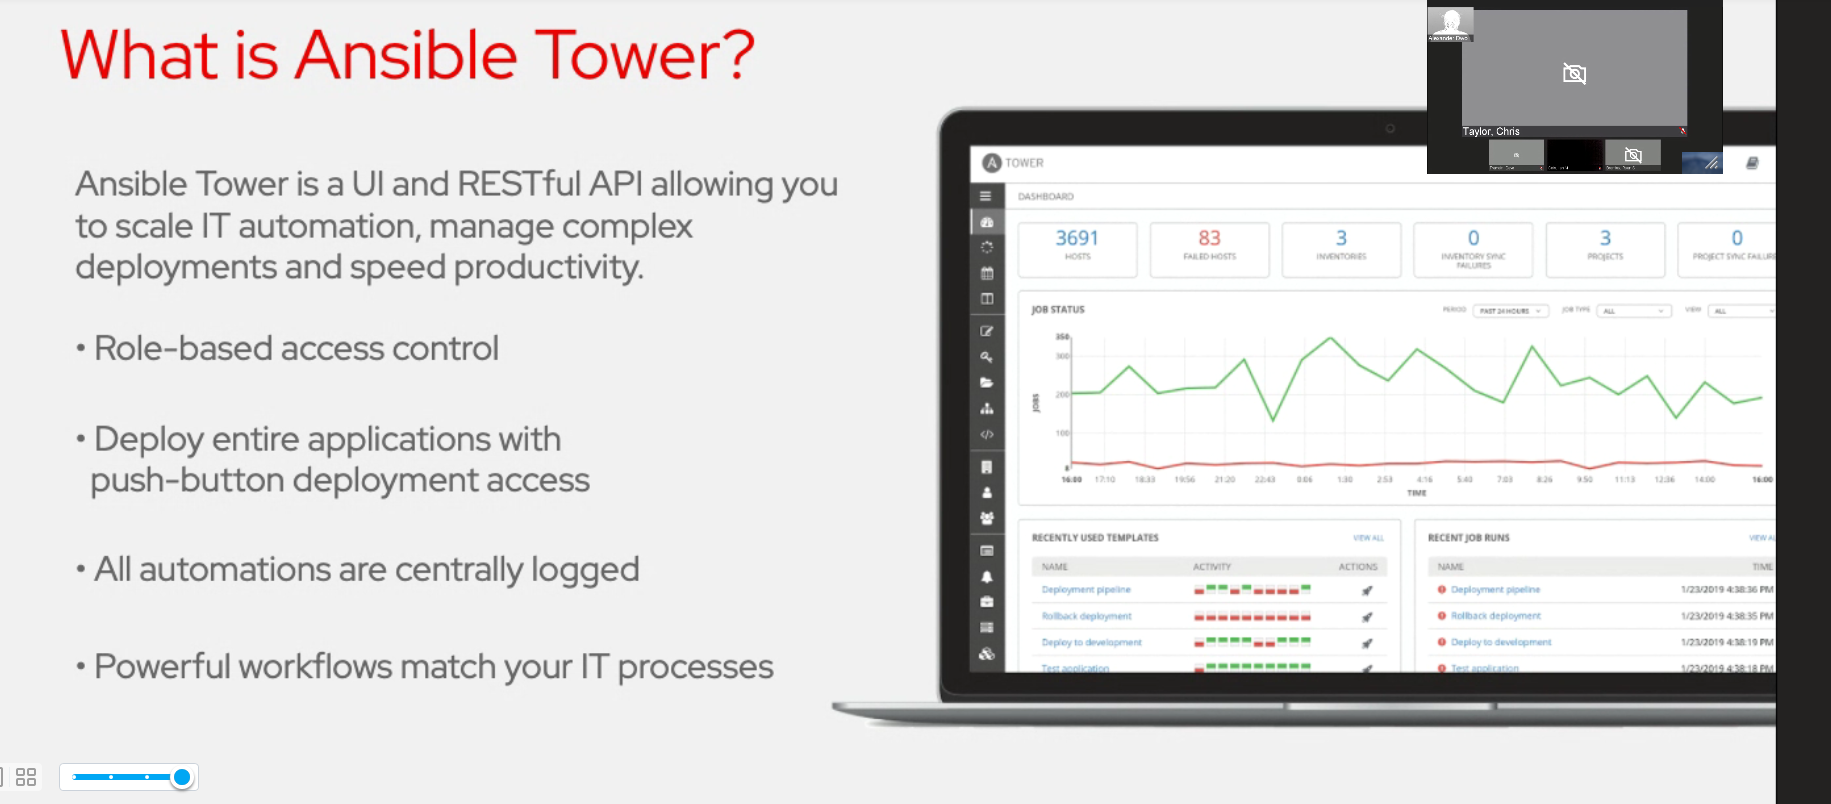 What is Ansible Tower?
Ansible Tower is a UI and RESTful API allowing you
to scale IT automation, manage complex
deployments and speed productivity.
• Role-based access control
• Deploy entire applications with
push-button deployment access
• All automations are centrally logged
• Powerful workflows match your IT processes
Taylor, Chris
A TOWER
DASHBOARD
3691
HOSTS
83
FAILED HOSTS
3
INVENTORIES
0
INVENTORY SYNC
FAILURES
3
PROJECTS
0
PROJECT SYNC FAILURE
JOB STATUS
PERIOD PAST 24 HOURS JOB TYPE ALL VIEW ALL
350
300
200
100
JOBS
16:00 17:10 18:33 19:56 21:20 22:43 0:06 1:30 2:53 4:16 5:40 7:03 8:26 9:50 11:13 12:36 14:00 16:00
TIME
RECENTLY USED TEMPLATES VIEW ALL
NAME ACTIVITY ACTIONS
Deployment pipeline
Rollback deployment
Deploy to development
Test application
RECENT JOB RUNS VIEW AL
NAME TIME
Deployment pipeline 1/23/2019 4:38:36 PM
Rollback deployment 1/23/2019 4:38:35 PM
Deploy to development 1/23/2019 4:38:19 PM
Test application 1/23/2019 4:38:18 PM